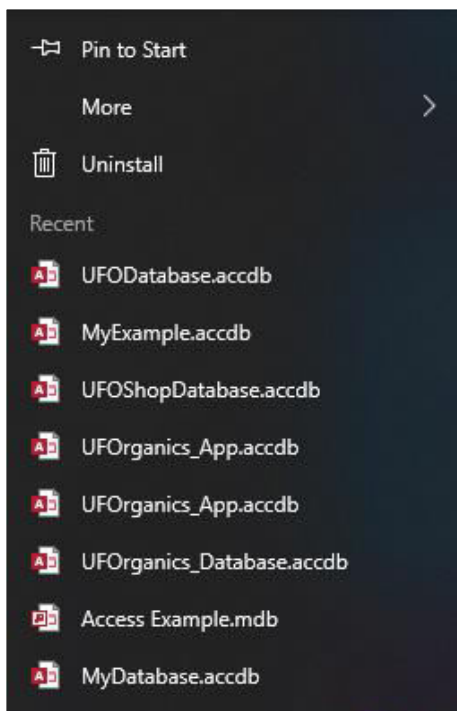 Pin to Start
More
Uninstall
Recent
UFODatabase.accdb
MyExample.accdb
UFOShopDatabase.accdb
UFOrganics_App.accdb
UFOrganics_App.accdb
UFOrganics_Database.accdb
Access Example.mdb
MyDatabase.accdb